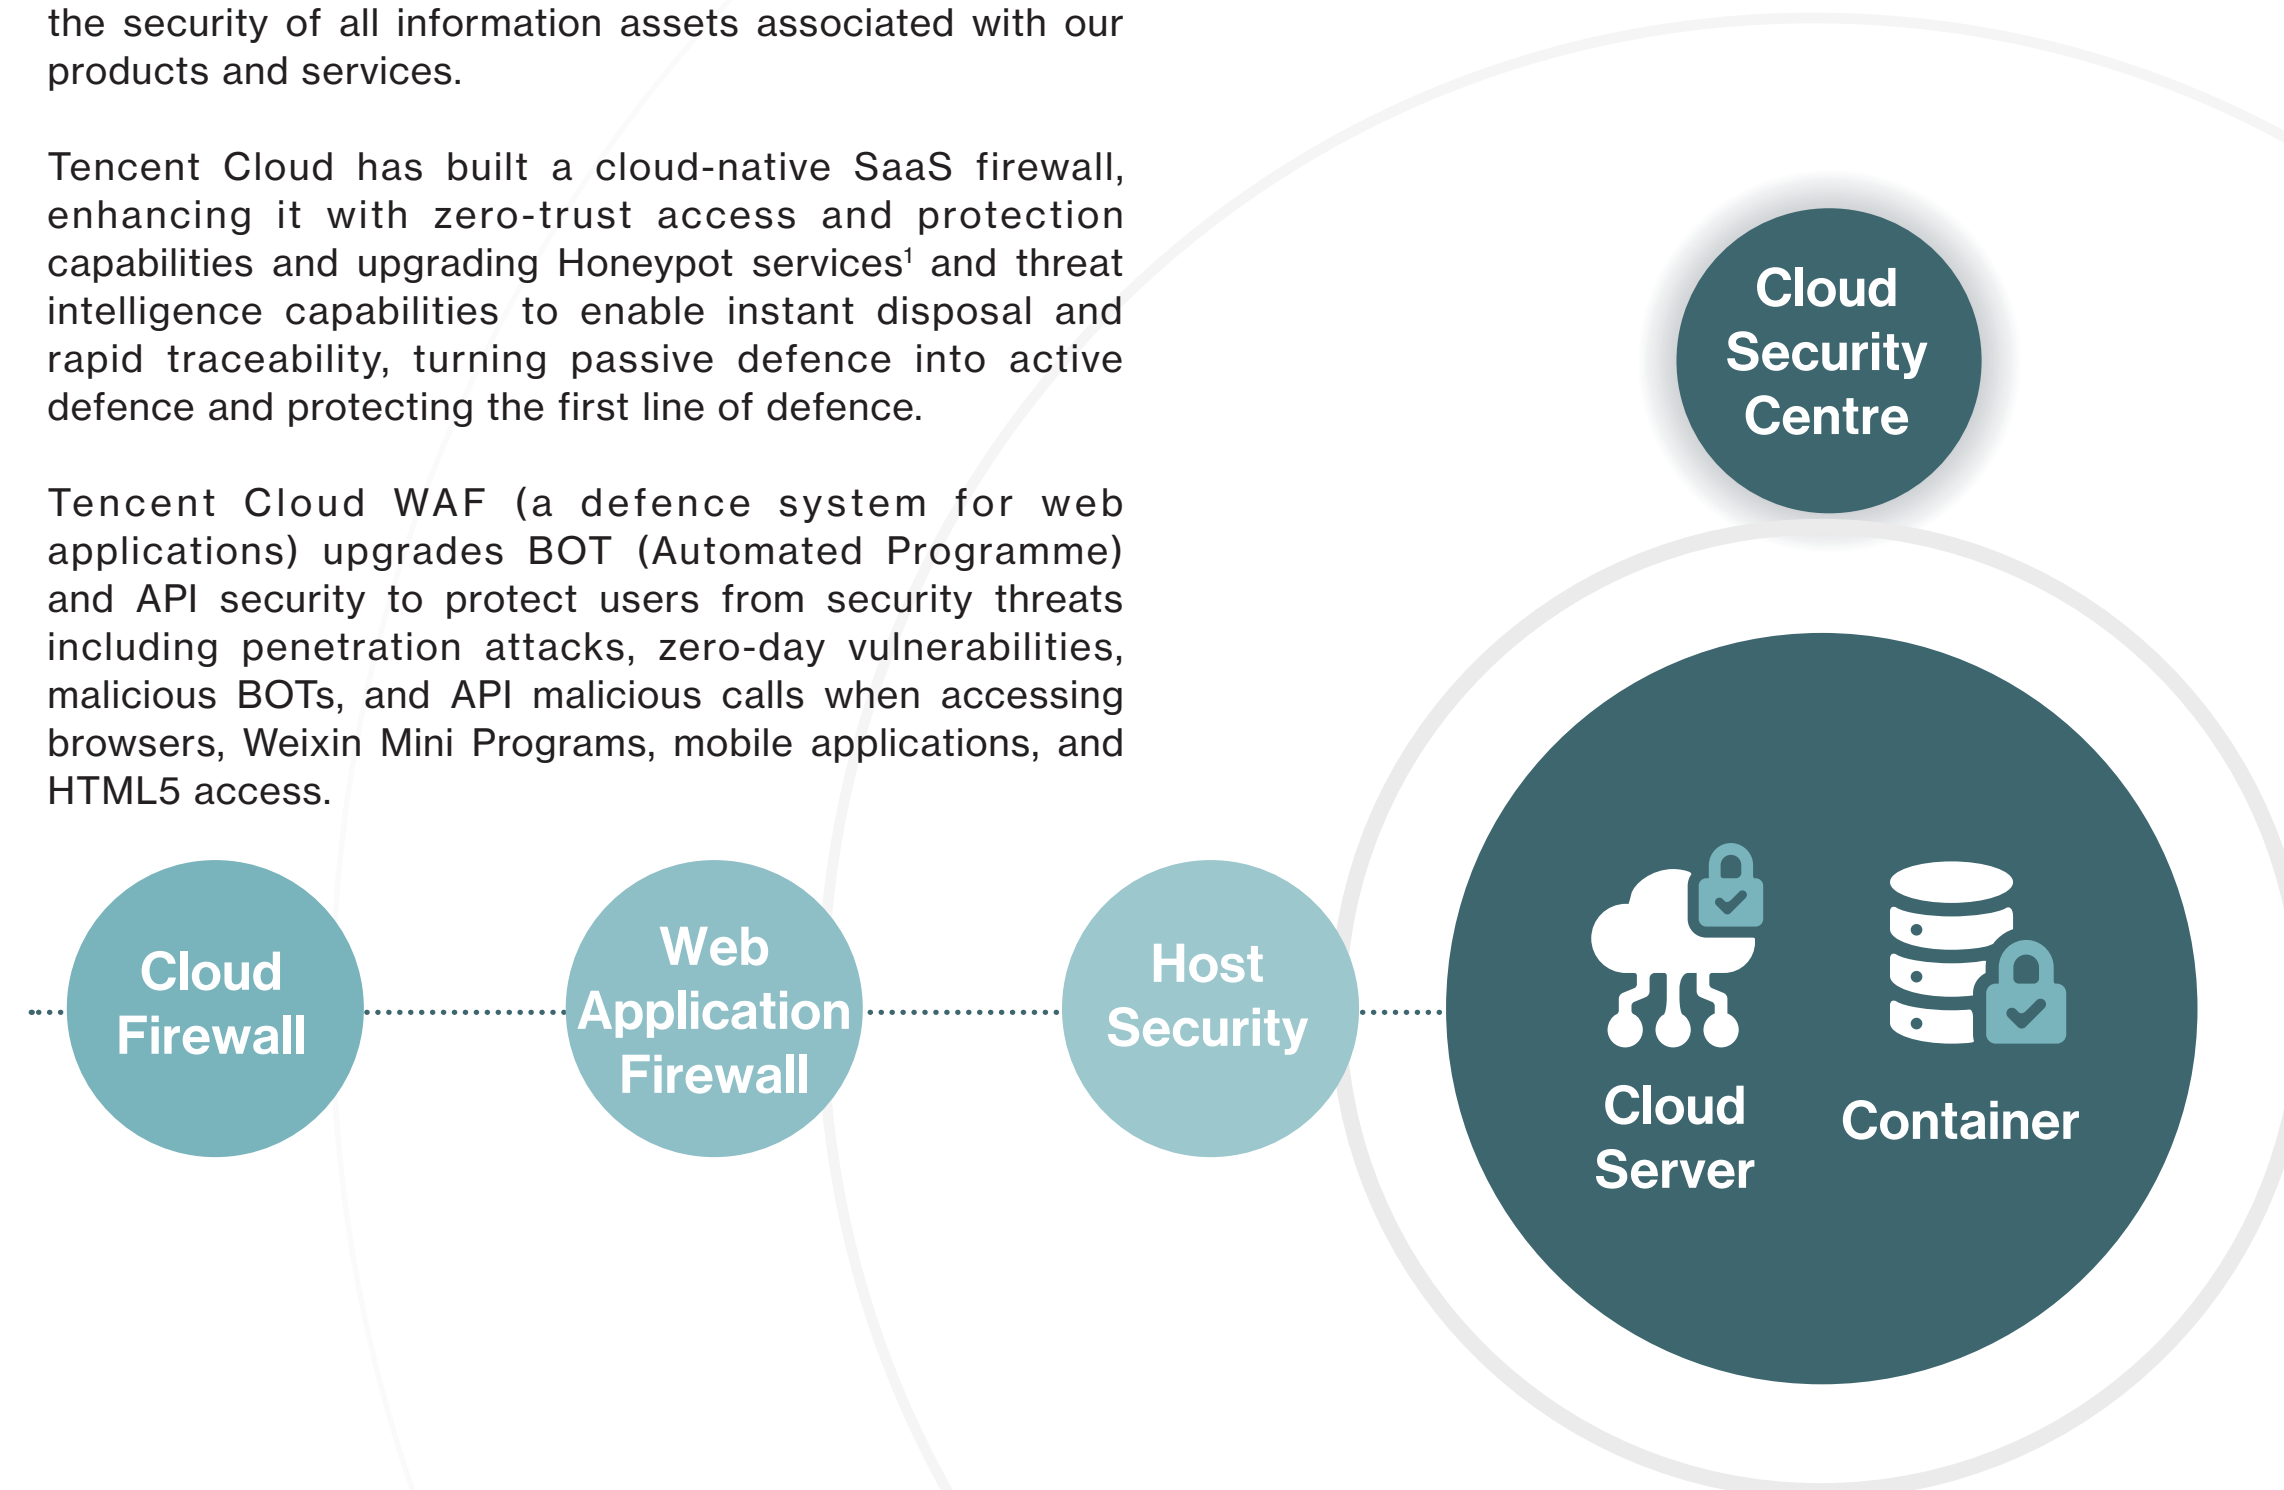 the security of all information assets associated with our
products and services.
Tencent Cloud has built a cloud-native SaaS firewall,
enhancing it with zero-trust access and protection
capabilities and upgrading Honeypot services¹ and threat
intelligence capabilities to enable instant disposal and
rapid traceability, turning passive defence into active
defence and protecting the first line of defence.
Tencent Cloud WAF (a defence system for web
applications) upgrades BOT (Automated Programme)
and API security to protect users from security threats
including penetration attacks, zero-day vulnerabilities,
malicious BOTs, and API malicious calls when accessing
browsers, Weixin Mini Programs, mobile applications, and
HTML5 access.
Cloud
Security
Centre
Cloud
Firewall
Web
Application
Firewall
Host
Security
Cloud
Server
Container